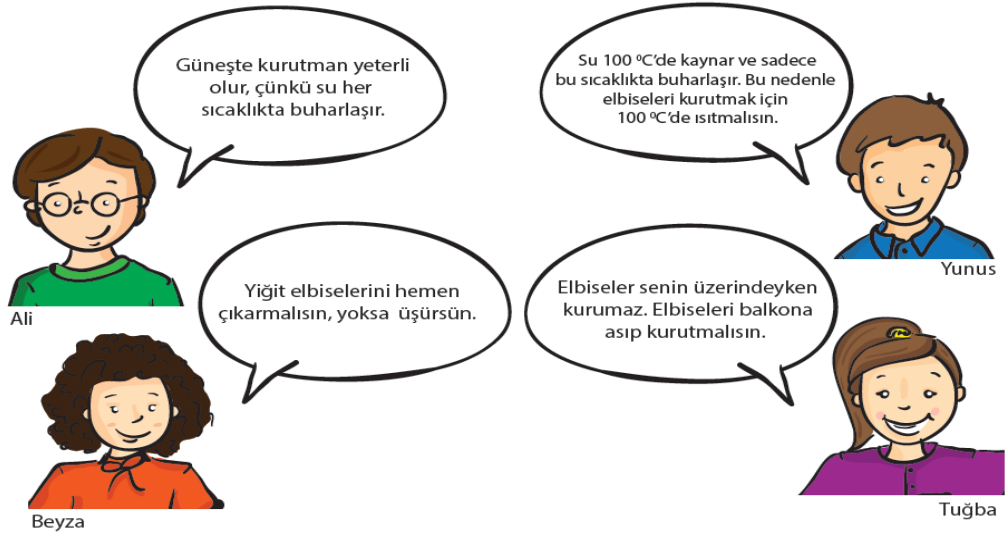 Güneşte kurutman yeterli
olur, çünkü su her
sıcaklıkta buharlaşır.
Ali
Su 100 ⁰C'de kaynar ve sadece
bu sıcaklıkta buharlaşır. Bu nedenle
elbiseleri kurutmak için
100 ⁰C'de ısıtmalısın.
Yunus
Yiğit elbiselerini hemen
çıkarmalısın, yoksa üşürsün.
Beyza
Elbiseler senin üzerindeyken
kurumaz. Elbiseleri balkona
asıp kurutmalısın.
Tuğba